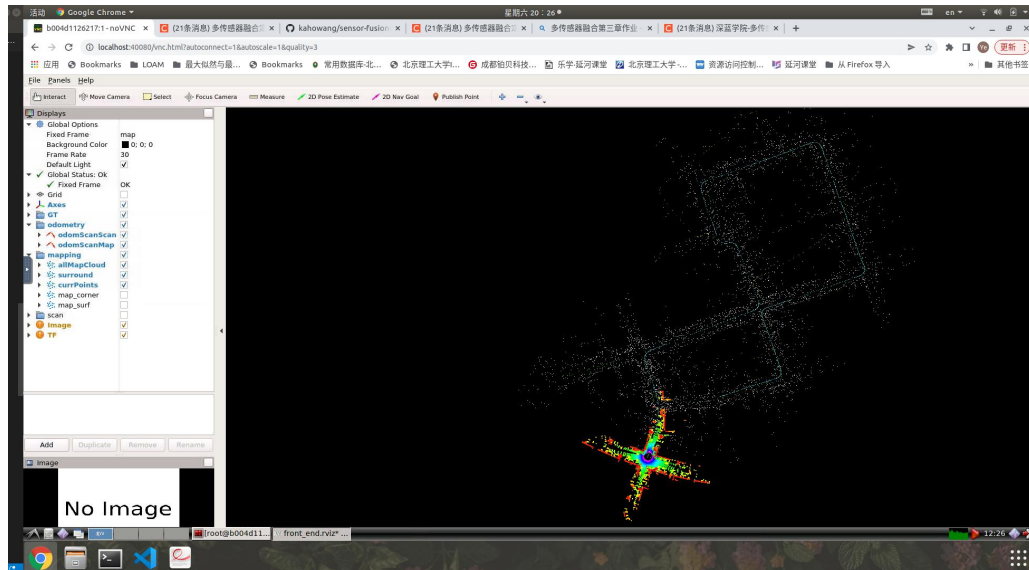 活动 Google Chrome 星期六 20：26 en
b004d1126217:1 - noVNC (21条消息) 多传感器融合定 kahowang/sensor-fusion (21条消息) 多传感器融合定 多传感器融合第三章作业 (21条消息) 深蓝学院-多传
localhost:40080/vnc.html?autoconnect=1&autoscale=1&quality=3 更新
应用 Bookmarks LOAM 最大似然与最... Bookmarks 常用数据库-北... 北京理工大学I... 成都铂贝科技... 乐学-延河课堂 北京理工大学 -... 资源访问控制... 延河课堂 从 Firefox 导入 » 其他书签
File Panels Help
Interact Move Camera Select Focus Camera Measure 2D Pose Estimate 2D Nav Goal Publish Point
Displays
Global Options
Fixed Frame map
Background Color 0; 0; 0
Frame Rate 30
Default Light
Global Status: Ok
Fixed Frame OK
Grid
Axes
GT
odometry
odomScanScan
odomScanMap
mapping
allMapCloud
surround
currPoints
map_corner
map_surf
scan
Image
TF
Add Duplicate Remove Rename
Image
No Image
[root@b004d11... front_end.rviz* ... 12:26